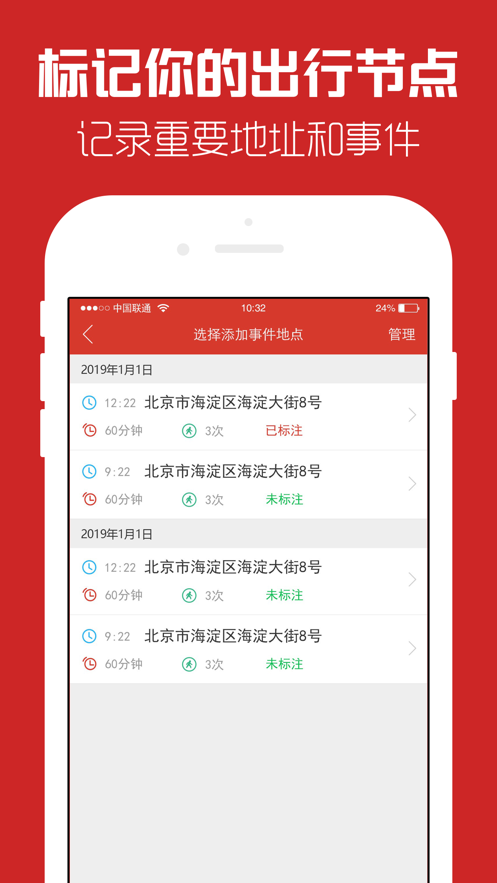 标记你的出行节点
记录重要地址和事件
中国联通 10:32 24%
选择添加事件地点 管理
2019年1月1日
12:22 北京市海淀区海淀大街8号
60分钟 3次 已标注
9:22 北京市海淀区海淀大街8号
60分钟 3次 未标注
2019年1月1日
12:22 北京市海淀区海淀大街8号
60分钟 3次 未标注
9:22 北京市海淀区海淀大街8号
60分钟 3次 未标注